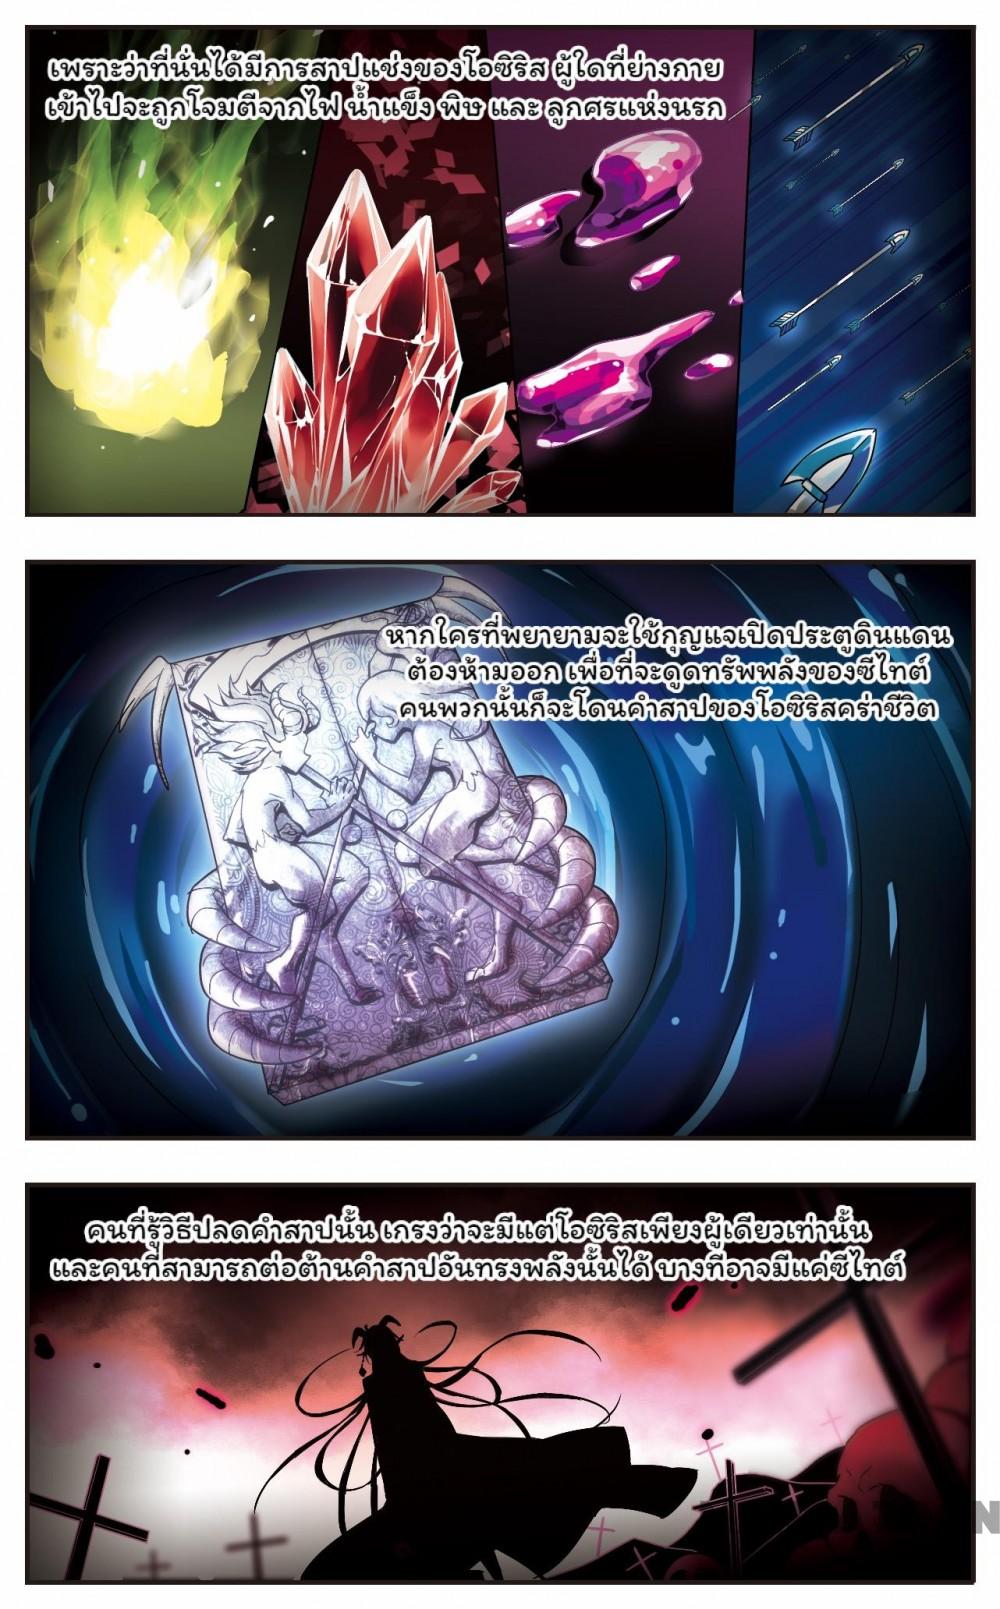 เพราะว่าที่นั่นได้มีการสาปแช่งของโอซิริส ผู้ใดที่ย่างกาย
เข้าไปจะถูกโจมตีจากไฟ น้ำแข็ง พิษ และ ลูกศรแห่งนรก
หากใครที่พยายามจะใช้กุญแจเปิดประตูดินแดน
ต้องห้ามออก เพื่อที่จะดูดทรัพพลังของซีไทต์
คนพวกนั้นก็จะโดนคำสาปของโอซิริสคร่าชีวิต
คนที่รู้วิธีปลดคำสาปนั้น เกรงว่าจะมีแต่โอซิริสเพียงผู้เดียวเท่านั้น
และคนที่สามารถต่อต้านคำสาปอันทรงพลังนั้นได้ บางทีอาจมีแค่ซีไทต์